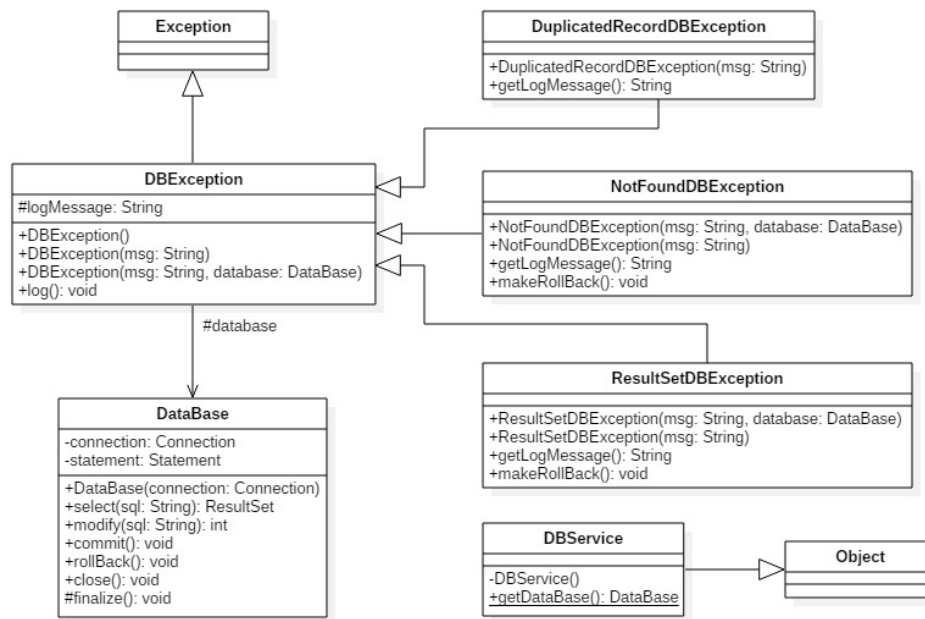 Exception
DBException
#logMessage: String
+DBException()
+DBException(msg: String)
+DBException(msg: String, database: DataBase)
+log(): void
#database
DataBase
-connection: Connection
-statement: Statement
+DataBase(connection: Connection)
+select(sql: String): ResultSet
+modify(sql: String): int
+commit(): void
+rollBack(): void
+close(): void
#finalize(): void
DuplicatedRecordDBException
+DuplicatedRecordDBException(msg: String)
+getLogMessage(): String
NotFoundDBException
+NotFoundDBException(msg: String, database: DataBase)
+NotFoundDBException(msg: String)
+getLogMessage(): String
+makeRollBack(): void
ResultSetDBException
+ResultSetDBException(msg: String, database: DataBase)
+ResultSetDBException(msg: String)
+getLogMessage(): String
+makeRollBack(): void
DBService
-DBService()
+getDataBase(): DataBase
Object